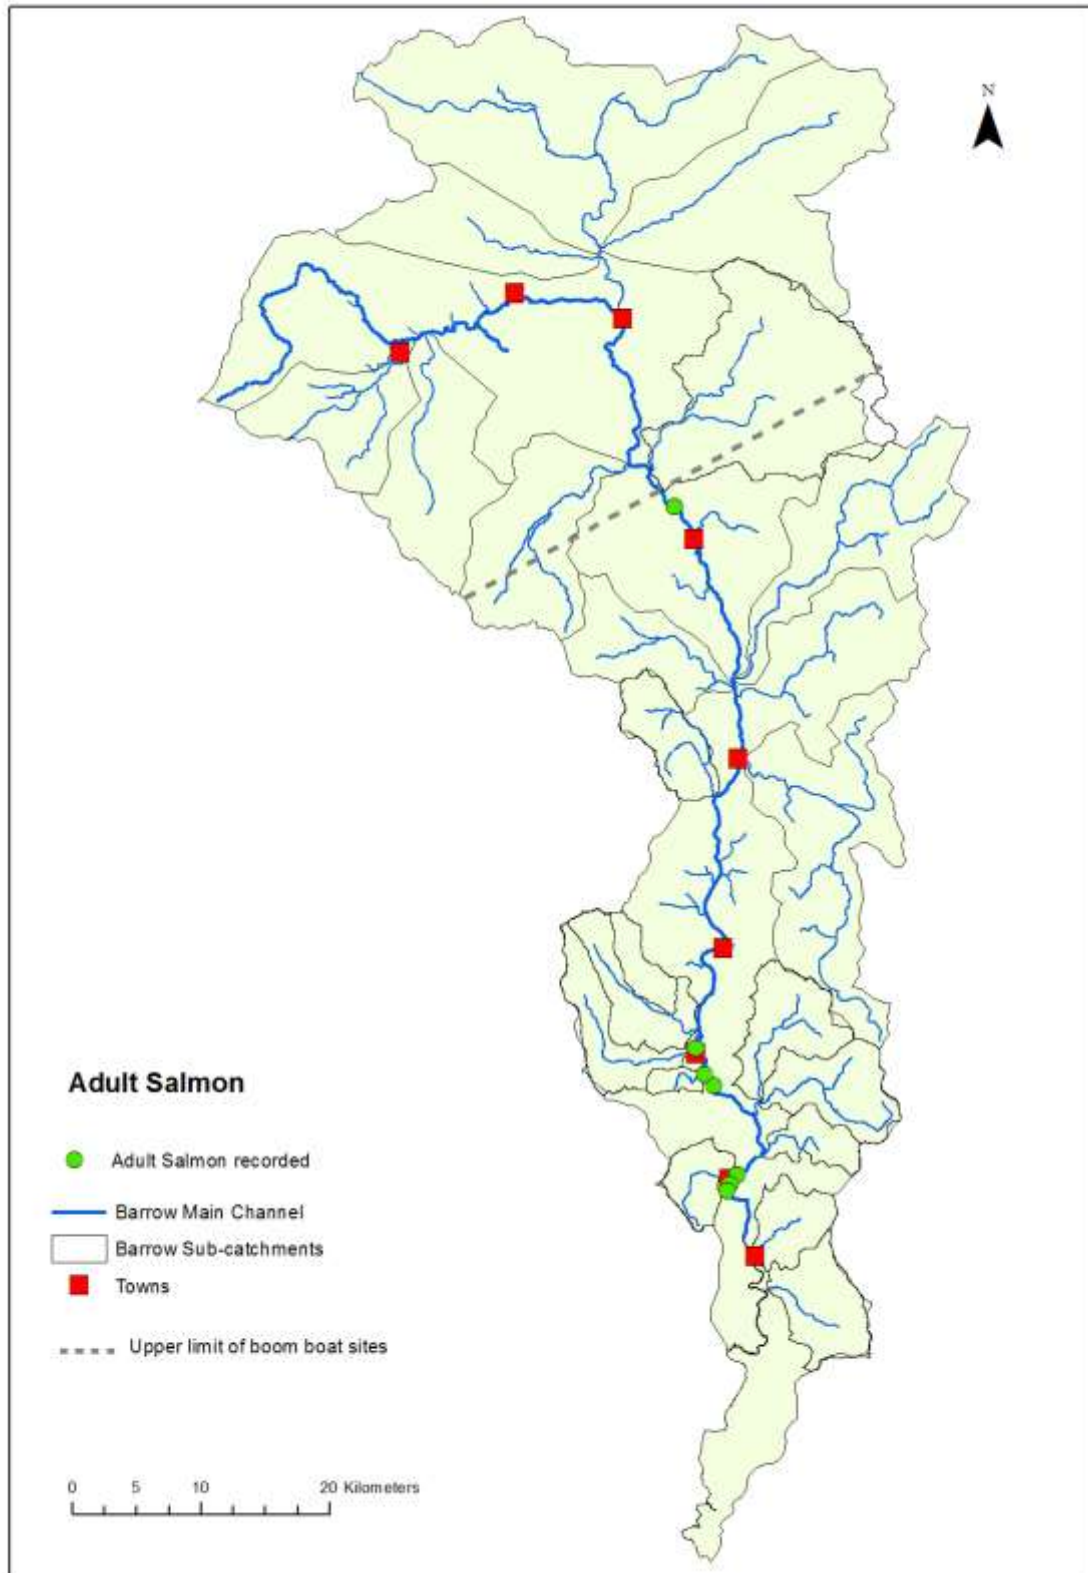 N
Adult Salmon
Adult Salmon recorded
Barrow Main Channel
Barrow Sub-catchments
Towns
Upper limit of boom boat sites
0 5 10 20 Kilometers